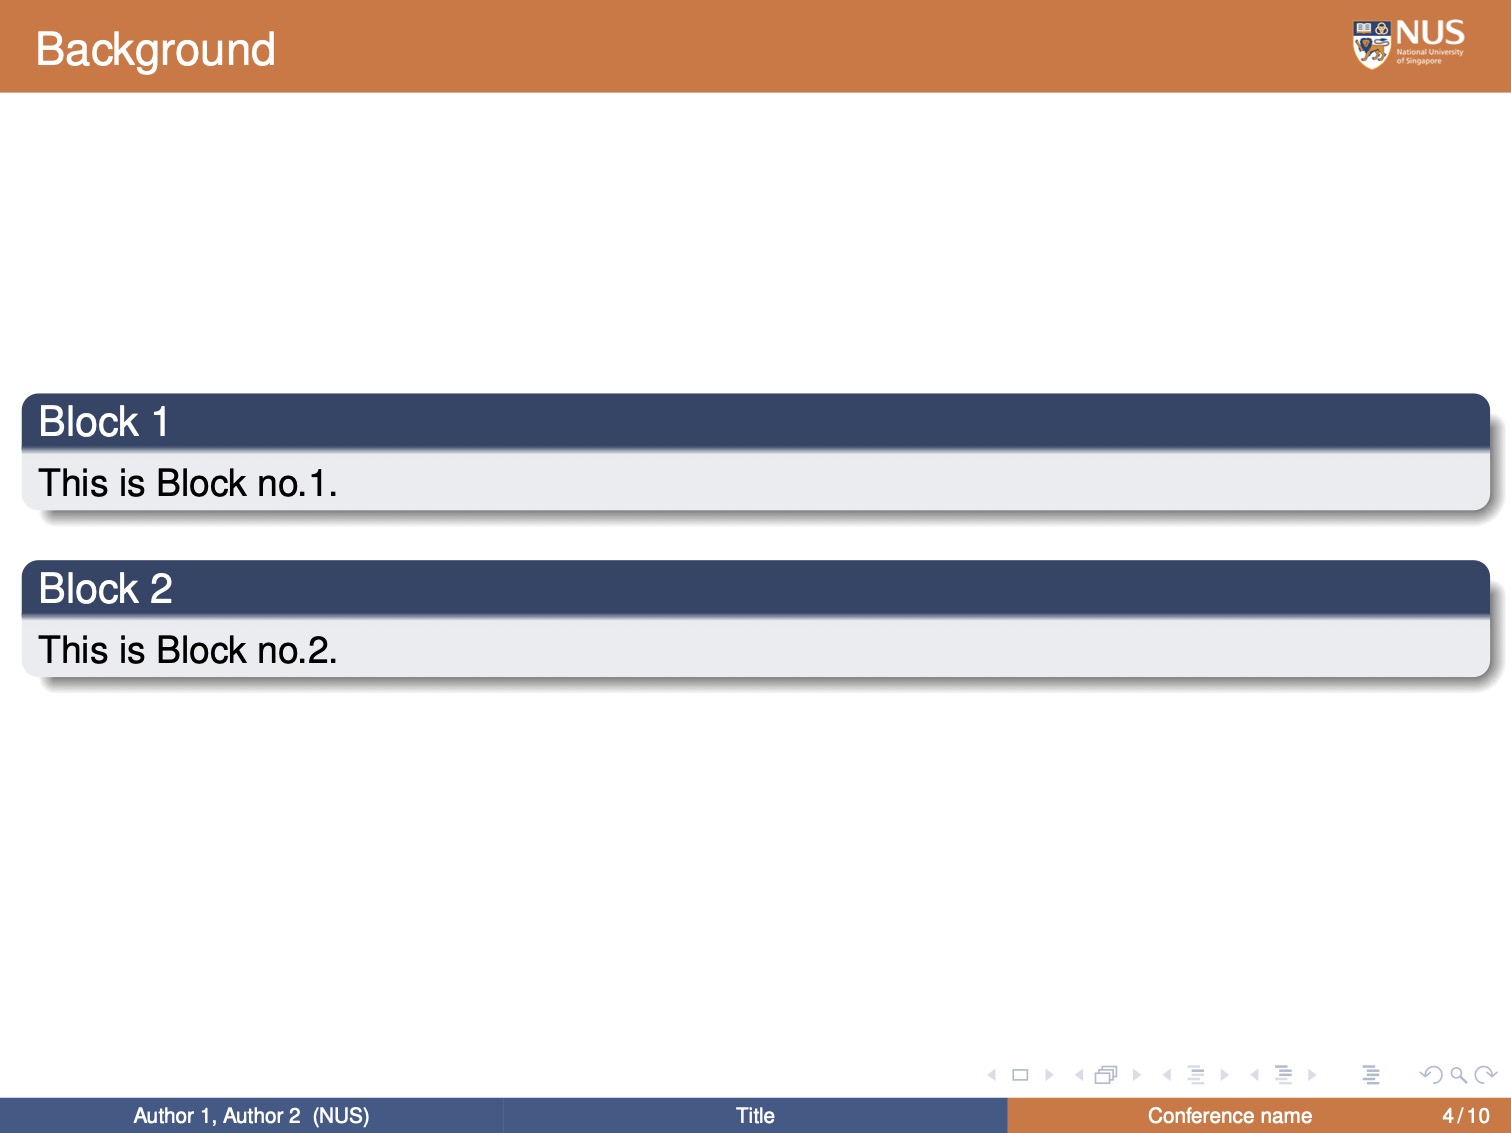 Background
NUS
National University
of Singapore
Block 1
This is Block no.1.
Block 2
This is Block no.2.
Author 1, Author 2 (NUS)
Title
Conference name
4 / 10